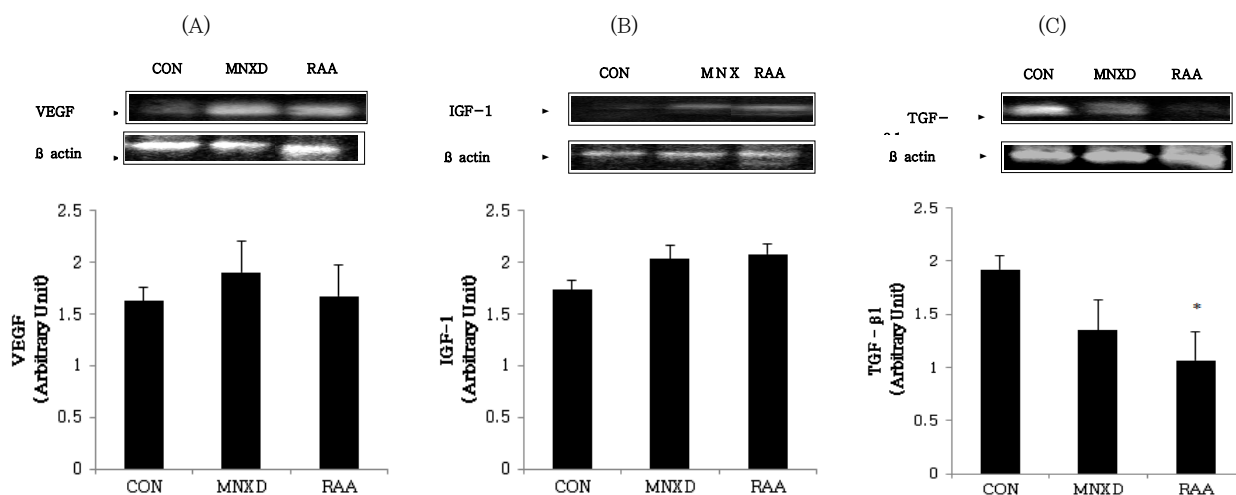 (A)
CON MNXD RAA
VEGF
ß actin
2.5
2
1.5
1
0.5
0
VEGF
(Arbitrary Unit)
CON MNXD RAA
(B)
CON MNX RAA
IGF-1
ß actin
2.5
2
1.5
1
0.5
0
IGF-1
(Arbitrary Unit)
CON MNXD RAA
(C)
CON MNXD RAA
TGF-
ß actin
2.5
2
1.5
1
0.5
0
TGF - β1
(Arbitrary Unit)
*
CON MNXD RAA